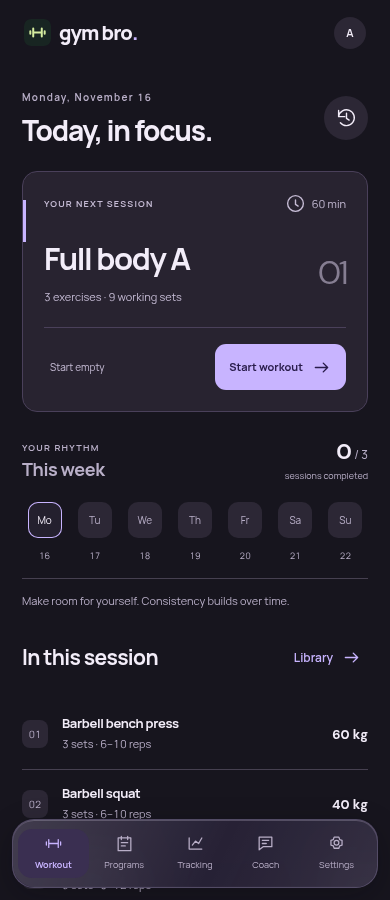 gym bro.
A
Monday, November 16
Today, in focus.
YOUR NEXT SESSION
60 min
Full body A
01
3 exercises · 9 working sets
Start empty
Start workout
YOUR RHYTHM
0 / 3
This week
sessions completed
Mo Tu We Th Fr Sa Su
16 17 18 19 20 21 22
Make room for yourself. Consistency builds over time.
In this session
Library
Barbell bench press
01
60 kg
3 sets · 6–10 reps
Barbell squat
02
40 kg
3 sets · 6–10 reps
Workout Programs Tracking Coach Settings